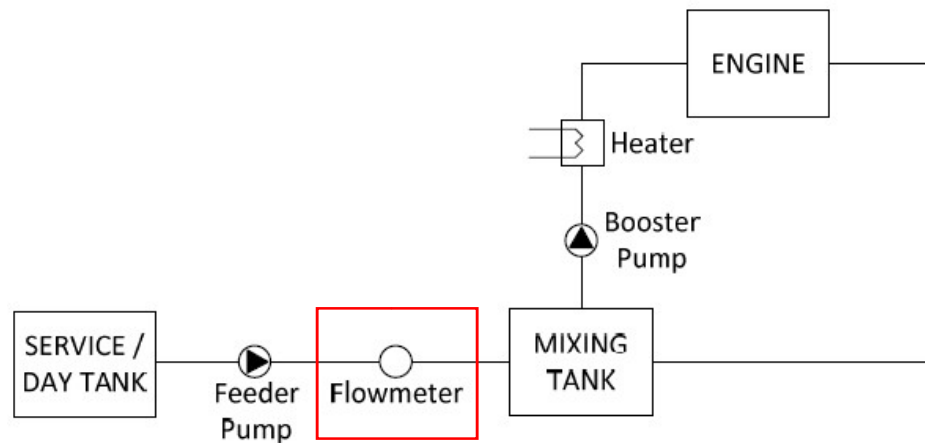 ENGINE
Heater
Booster
Pump
SERVICE /
DAY TANK
Feeder
Pump
Flowmeter
MIXING
TANK